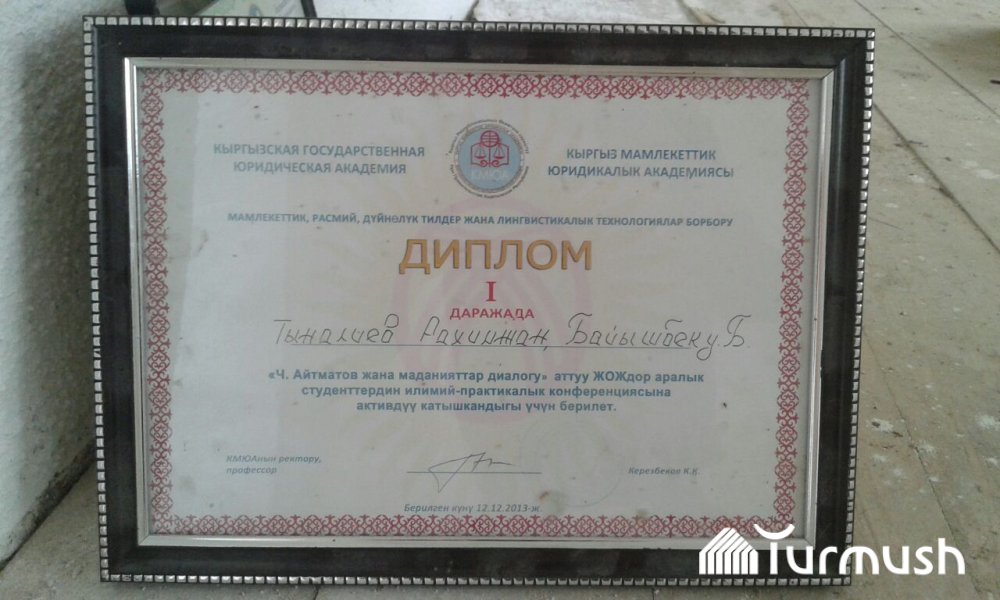 КЫРГЫЗСКАЯ ГОСУДАРСТВЕННАЯ
ЮРИДИЧЕСКАЯ АКАДЕМИЯ
КМЮА
КЫРГЫЗ МАМЛЕКЕТТИК
ЮРИДИКАЛЫК АКАДЕМИЯСЫ
МАМЛЕКЕТТИК, РАСМИЙ, ДҮЙНӨЛҮК ТИЛДЕР ЖАНА ЛИНГВИСТИКАЛЫК ТЕХНОЛОГИЯЛАР БОРБОРУ
ДИПЛОМ
I
ДАРАЖАДА
Тыналиев Рахимжан, Байышбек у. Б.
«Ч. Айтматов жана маданияттар диалогу» аттуу ЖОЖдор аралык
студенттердин илимий-практикалык конференциясына
активдүү катышкандыгы үчүн берилет.
КМЮАнын ректору,
профессор
Керезбеков К.К.
Берилген күнү 12.12.2013-ж.
Turmush